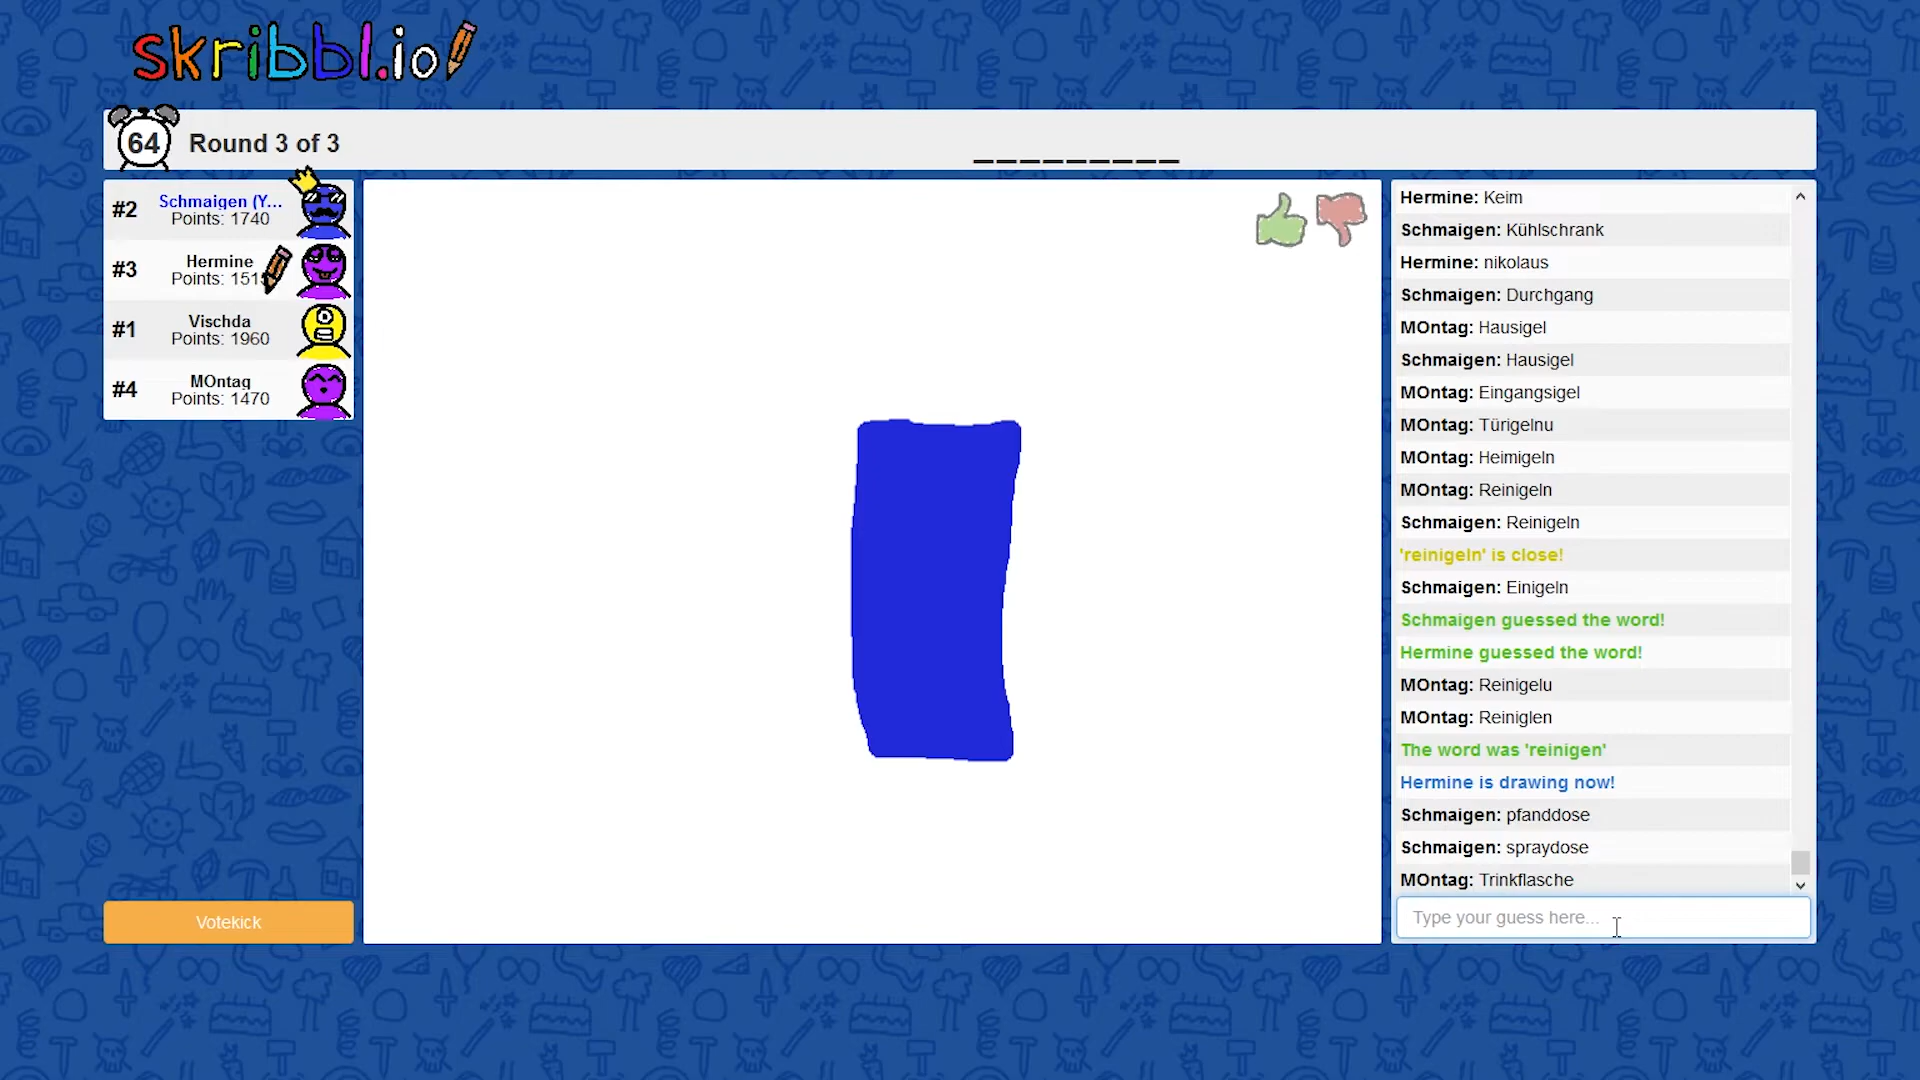 skribbl.io
64 Round 3 of 3
_________
#2 Schmaigen (Y...
Points: 1740
#3 Hermine
Points: 151
#1 Vischda
Points: 1960
#4 MOntag
Points: 1470
Votekick
Hermine: Keim
Schmaigen: Kühlschrank
Hermine: nikolaus
Schmaigen: Durchgang
MOntag: Hausigel
Schmaigen: Hausigel
MOntag: Eingangsigel
MOntag: Türigelnu
MOntag: Heimigeln
MOntag: Reinigeln
Schmaigen: Reinigeln
'reinigeln' is close!
Schmaigen: Einigeln
Schmaigen guessed the word!
Hermine guessed the word!
MOntag: Reinigelu
MOntag: Reiniglen
The word was 'reinigen'
Hermine is drawing now!
Schmaigen: pfanddose
Schmaigen: spraydose
MOntag: Trinkflasche
Type your guess here...